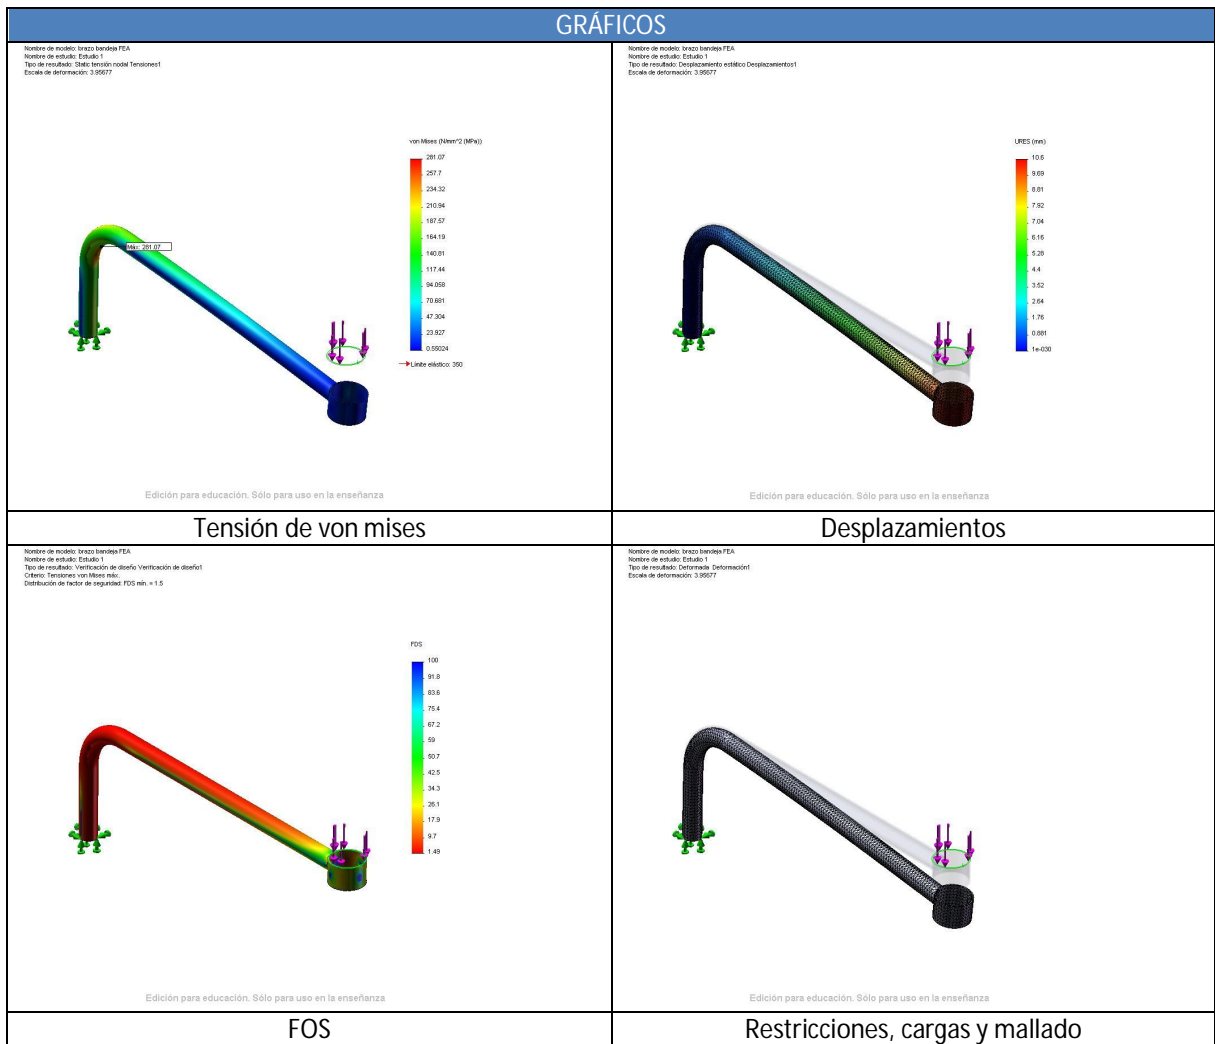 GRÁFICOS
Nombre de modelo: brazo bandeja FEA
Nombre de estudio: Estudio 1
Tipo de resultado: Static tensión nodal Tensiones1
Escala de deformación: 3.95677
von Mises (N/mm^2 (MPa))
281.07
257.7
234.32
210.94
187.57
164.19
140.81
117.44
94.058
70.681
47.304
23.927
0.55024
Límite elástico: 350
Máx: 281.07
Edición para educación. Sólo para uso en la enseñanza
Nombre de modelo: brazo bandeja FEA
Nombre de estudio: Estudio 1
Tipo de resultado: Desplazamiento estático Desplazamientos1
Escala de deformación: 3.95677
URES (mm)
10.6
9.69
8.81
7.92
7.04
6.16
5.28
4.4
3.52
2.64
1.76
0.881
1e-030
Edición para educación. Sólo para uso en la enseñanza
Tensión de von mises
Desplazamientos
Nombre de modelo: brazo bandeja FEA
Nombre de estudio: Estudio 1
Tipo de resultado: Verificación de diseño Verificación de diseño1
Criterio: Tensiones von Mises máx.
Distribución de factor de seguridad: FDS mín. = 1.5
FDS
100
91.8
83.6
75.4
67.2
59
50.7
42.5
34.3
26.1
17.9
9.7
1.49
Edición para educación. Sólo para uso en la enseñanza
Nombre de modelo: brazo bandeja FEA
Nombre de estudio: Estudio 1
Tipo de resultado: Deformada Deformación1
Escala de deformación: 3.95677
Edición para educación. Sólo para uso en la enseñanza
FOS
Restricciones, cargas y mallado